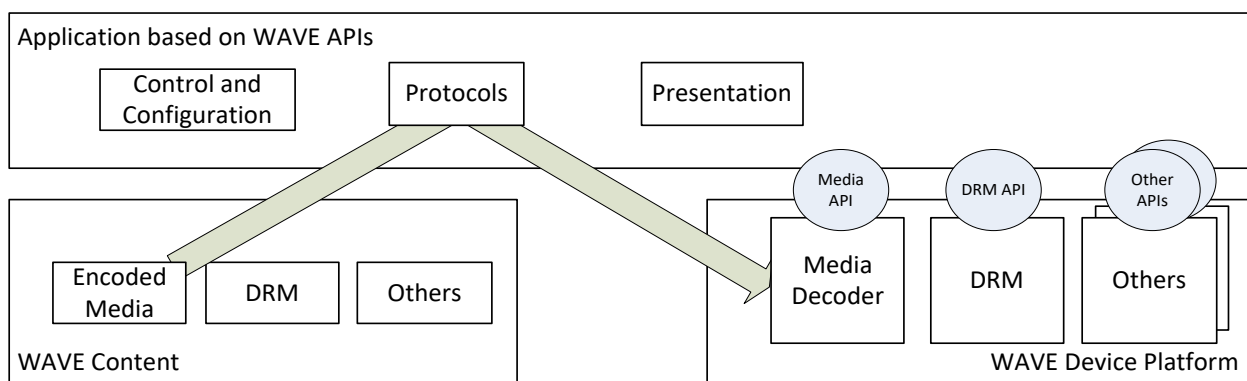 Application based on WAVE APIs
Control and
Configuration
Protocols
Presentation
Media
API
DRM API
Other
APIs
Encoded
Media
DRM
Others
Media
Decoder
DRM
Others
WAVE Content
WAVE Device Platform